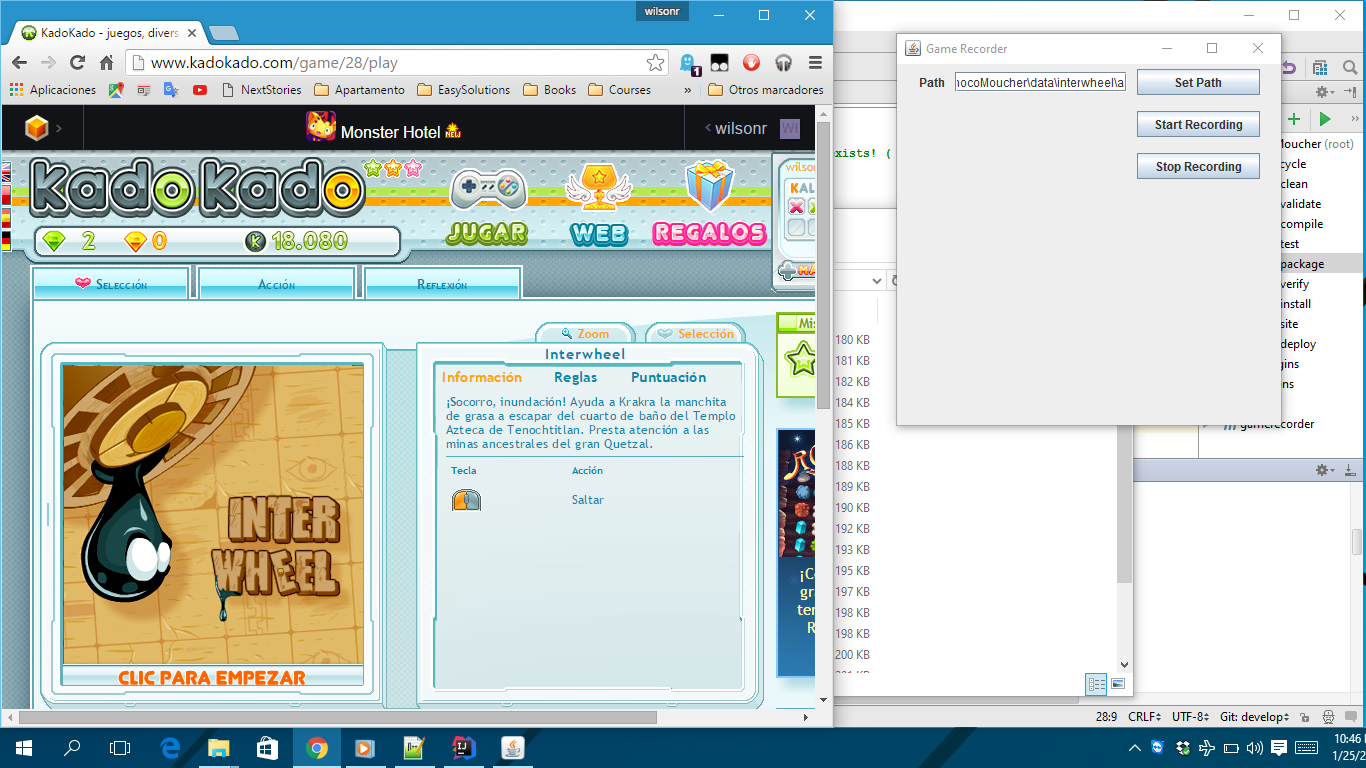 wilsonr
KadoKado - juegos, divers
www.kadokado.com/game/28/play
1
Aplicaciones
NextStories
Apartamento
EasySolutions
Books
Courses
»
Otros marcadores
Monster Hotel NEW
wilsonr
WI
KadoKado
JUGAR
WEB
REGALOS
wilson
KAL
2
0
K 18.080
MA
Selección
Acción
Reflexión
Zoom
Selección
Interwheel
Información
Reglas
Puntuación
¡Socorro, inundación! Ayuda a Krakra la manchita
de grasa a escapar del cuarto de baño del Templo
Azteca de Tenochtitlan. Presta atención a las
minas ancestrales del gran Quetzal.
Tecla
Acción
Saltar
INTER
WHEEL
CLIC PARA EMPEZAR
Mis
Game Recorder
Path
ocoMoucher\data\interwheel\a
Set Path
Start Recording
Stop Recording
xists! (
Moucher (root)
cycle
clean
validate
compile
test
package
verify
install
site
deploy
gins
ns
gamerecorder
180 KB
181 KB
182 KB
184 KB
185 KB
186 KB
188 KB
189 KB
190 KB
192 KB
193 KB
195 KB
197 KB
198 KB
198 KB
200 KB
28:9
CRLF
UTF-8
Git: develop
10:46
1/25/2